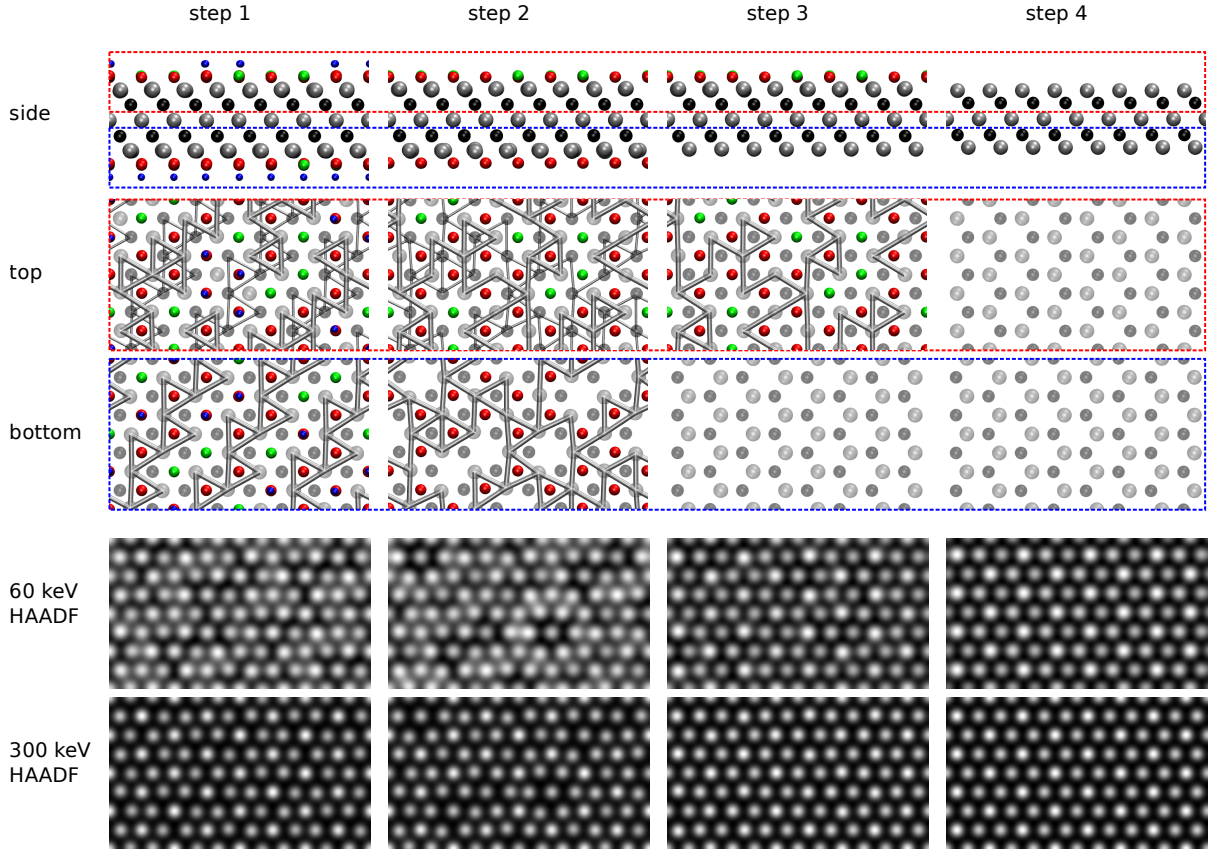 step 1 step 2 step 3 step 4
side
top
bottom
60 keV
HAADF
300 keV
HAADF